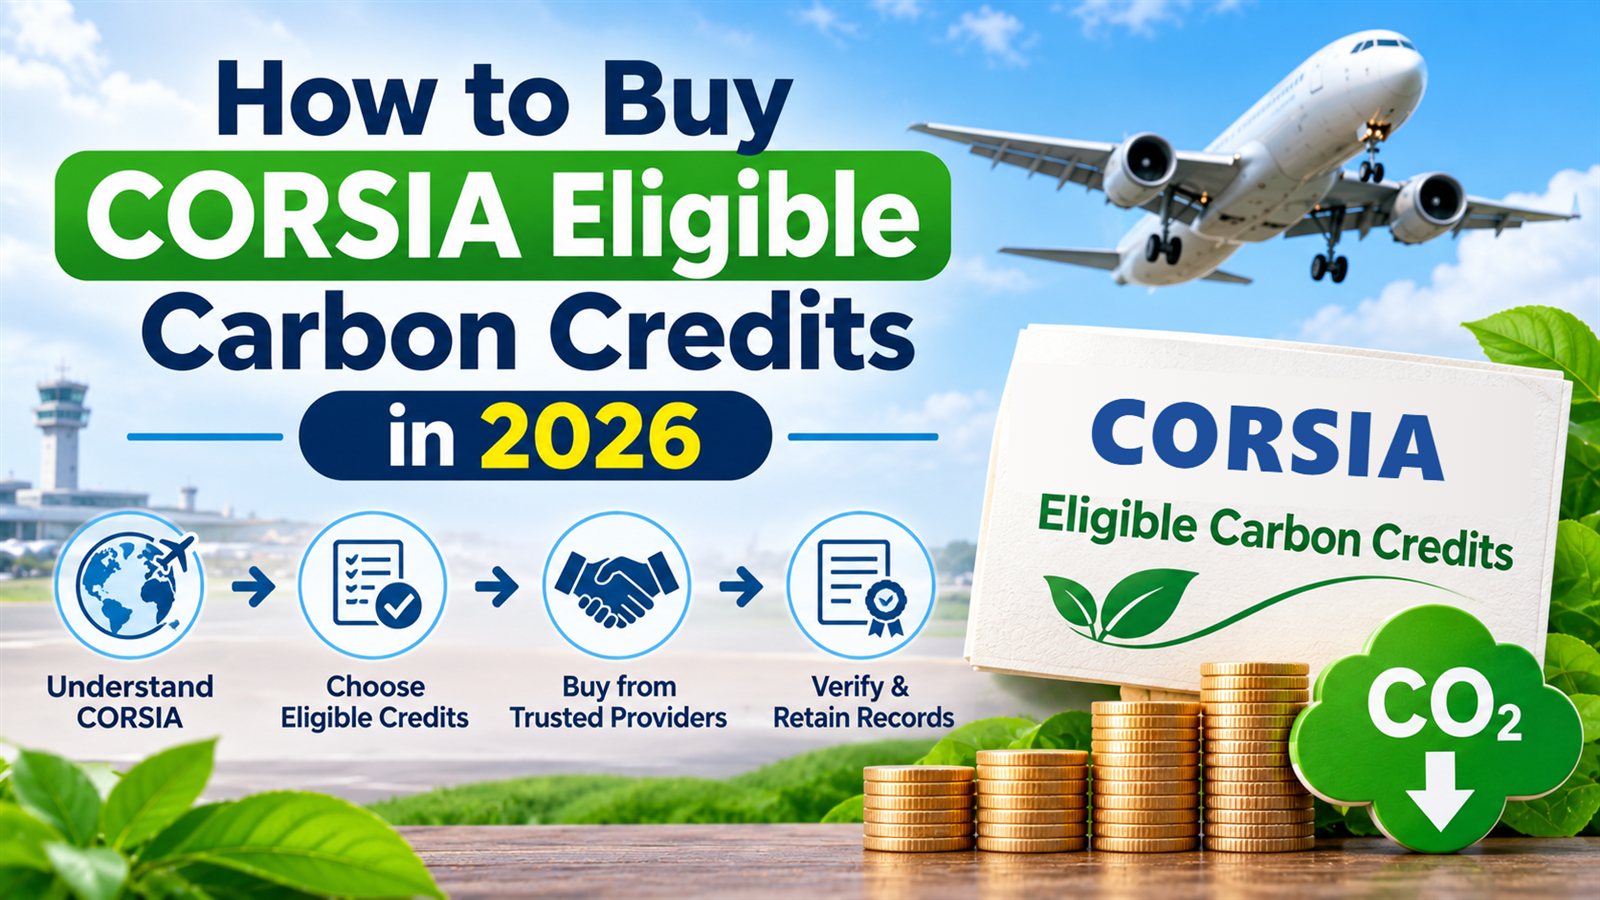 How to Buy
CORSIA Eligible
Carbon Credits
in 2026
Understand
CORSIA
Choose
Eligible Credits
Buy from
Trusted Providers
Verify &
Retain Records
CORSIA
Eligible Carbon Credits
CO₂